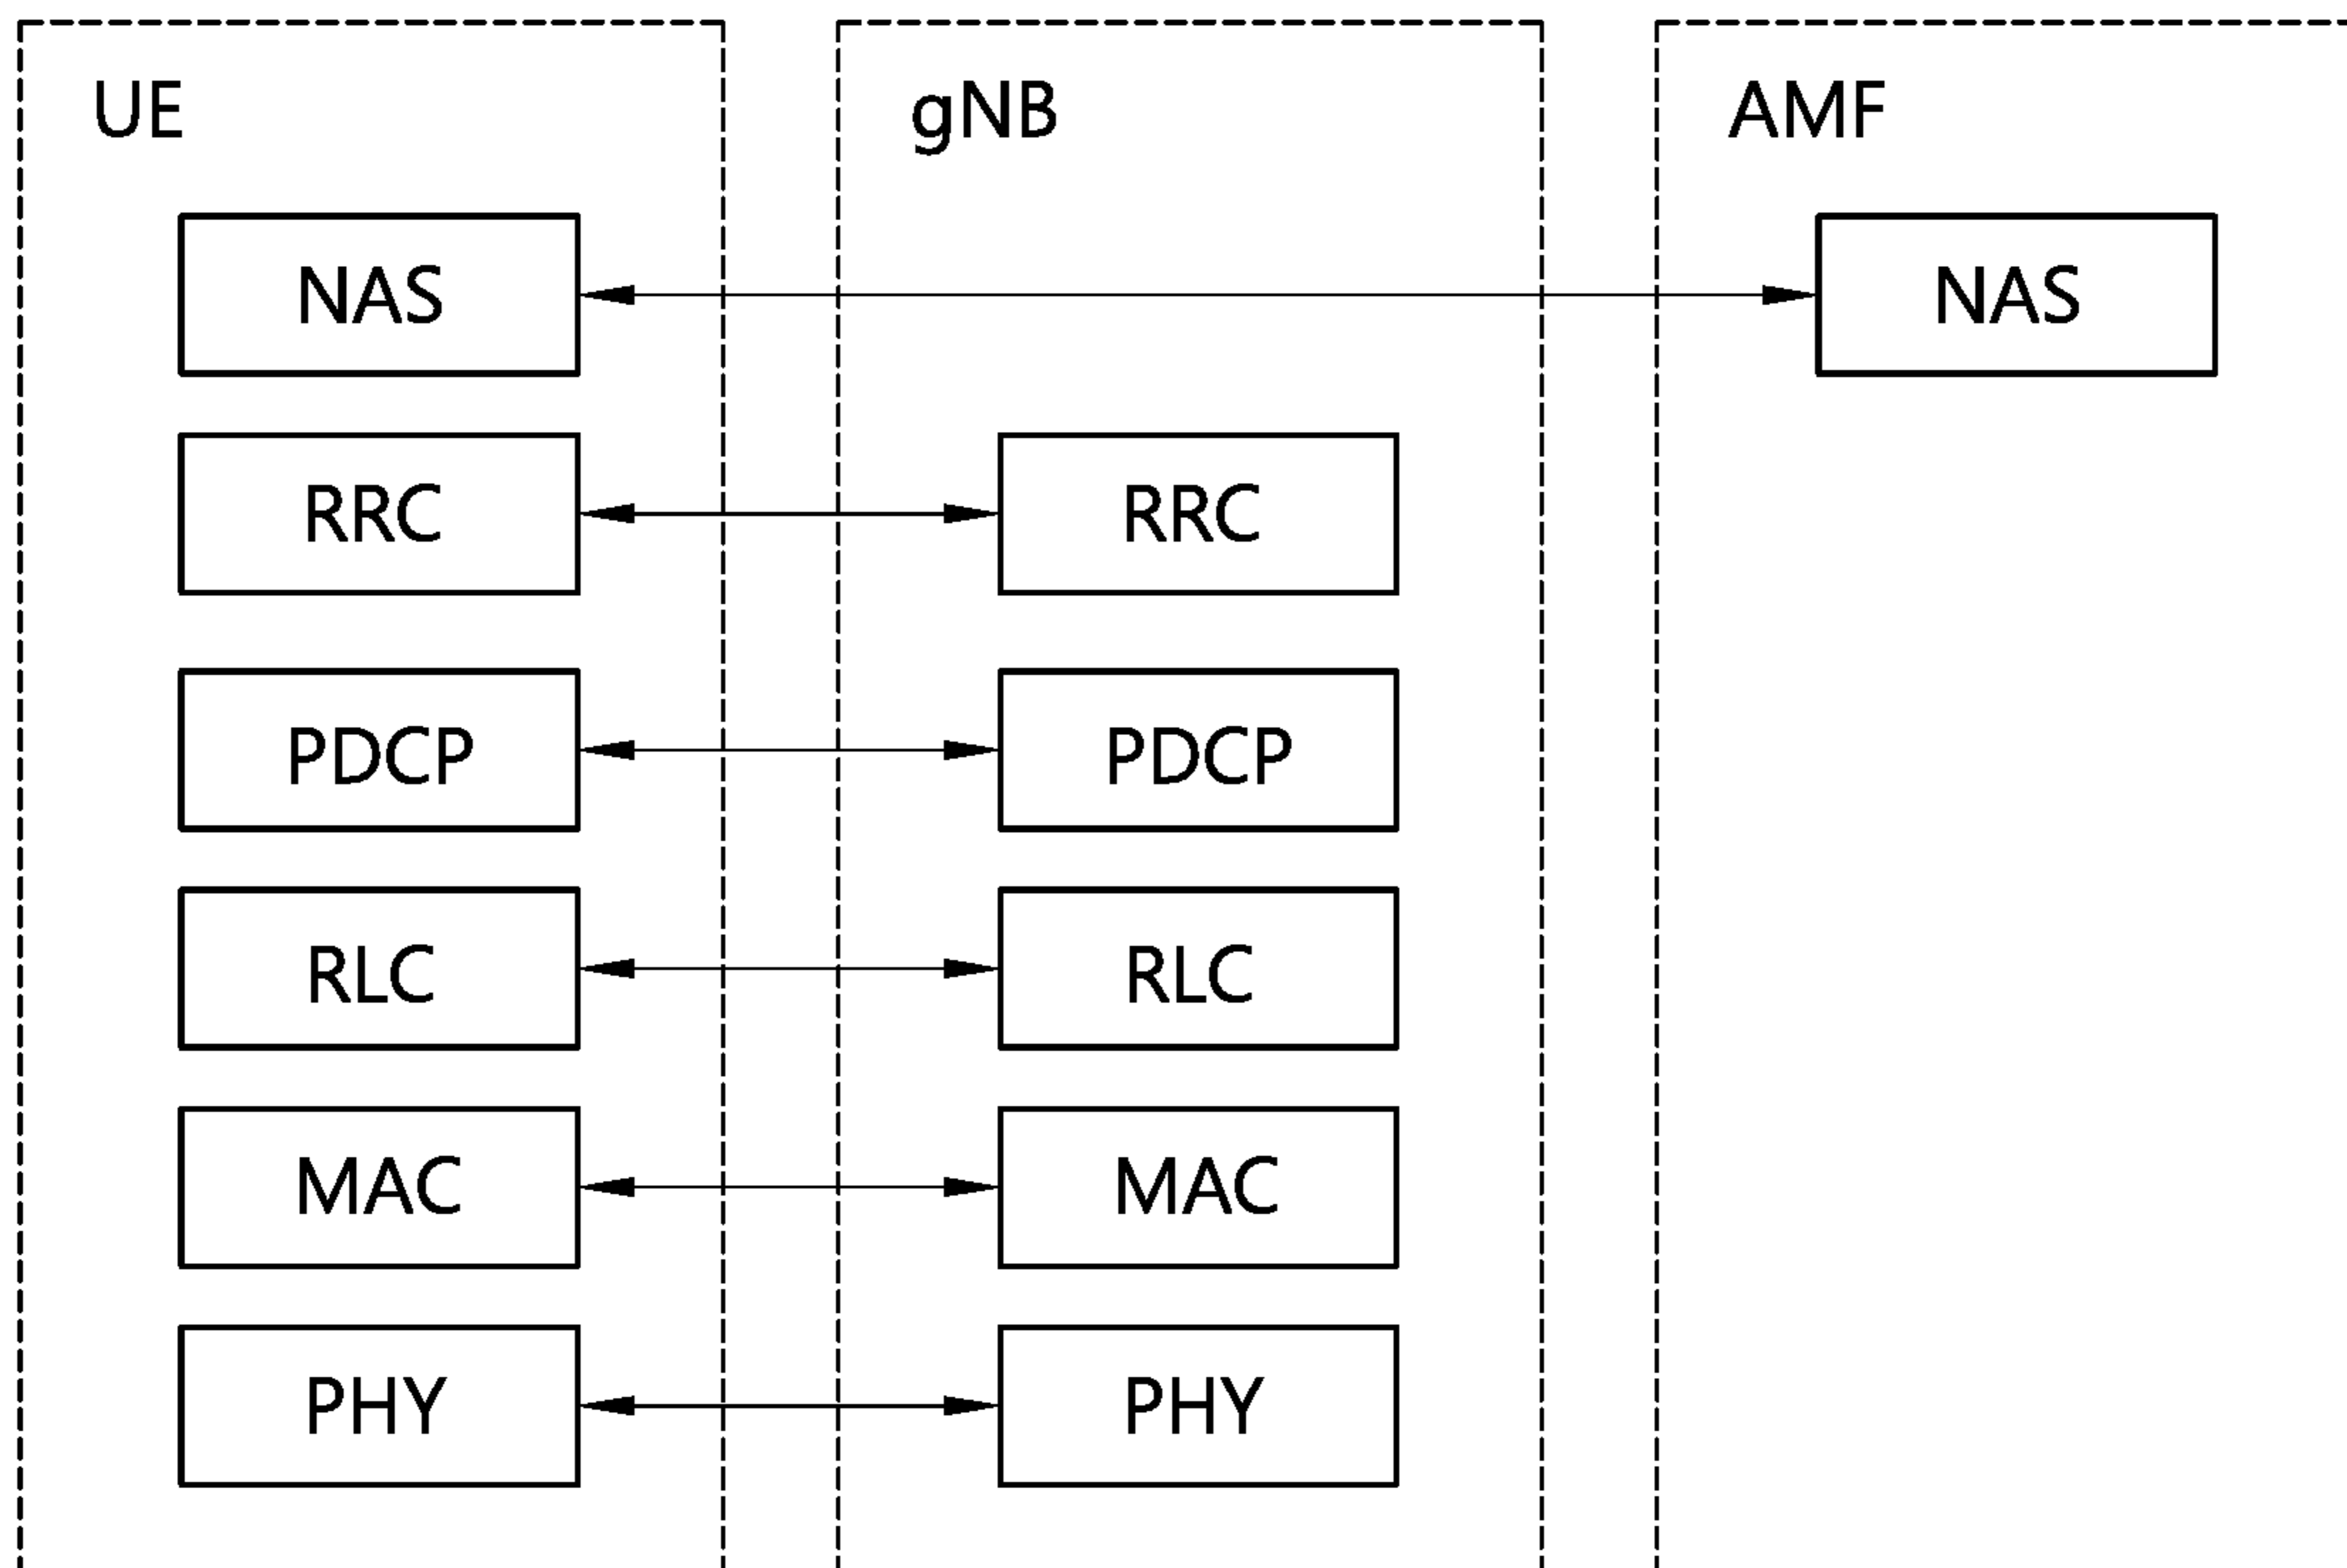 UE
gNB
AMF
NAS
NAS
RRC
RRC
PDCP
PDCP
RLC
RLC
MAC
MAC
PHY
PHY